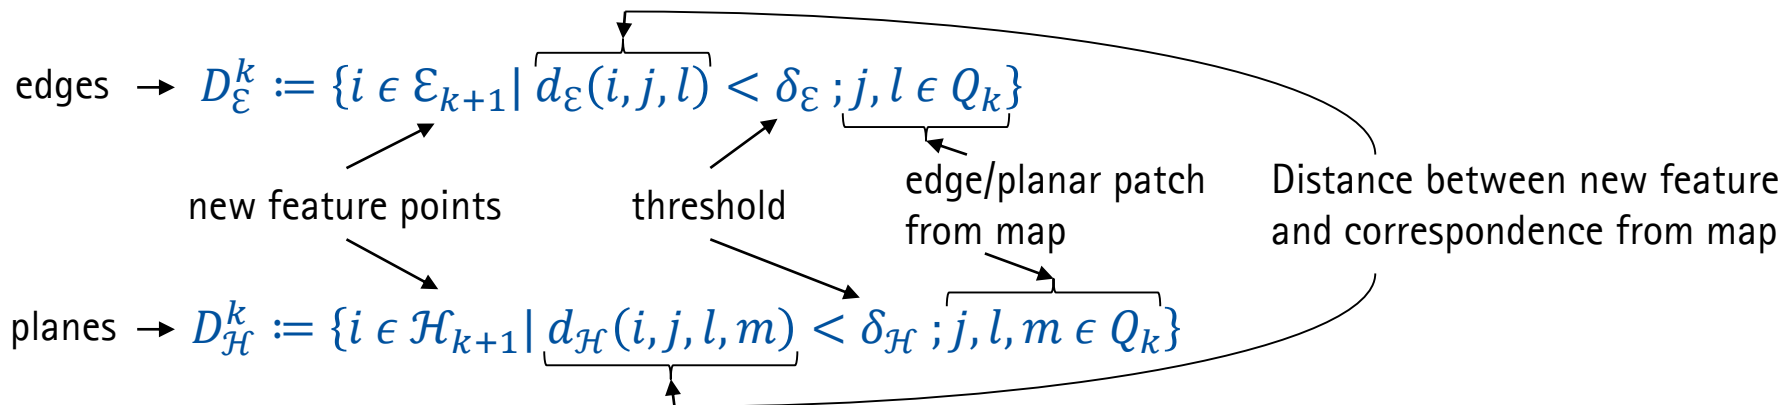 edges → D_ℰ^k := {i ϵ ℰ_{k+1}| d_ℰ(i, j, l) < δ_ℰ ; j, l ϵ Q_k}
new feature points
threshold
edge/planar patch
from map
Distance between new feature
and correspondence from map
planes → D_ℋ^k := {i ϵ ℋ_{k+1}| d_ℋ(i, j, l, m) < δ_ℋ ; j, l, m ϵ Q_k}